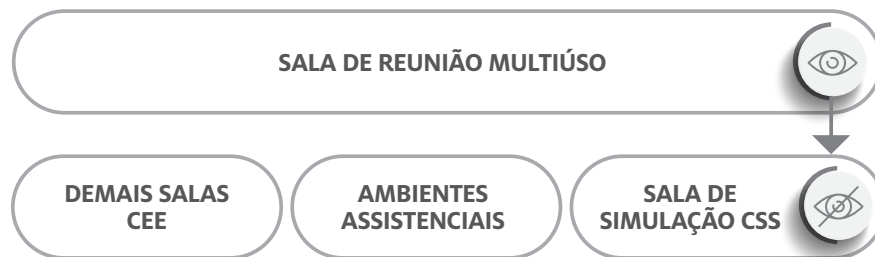 SALA DE REUNIÃO MULTIÚSO
DEMAIS SALAS
CEE
AMBIENTES
ASSISTENCIAIS
SALA DE
SIMULAÇÃO CSS